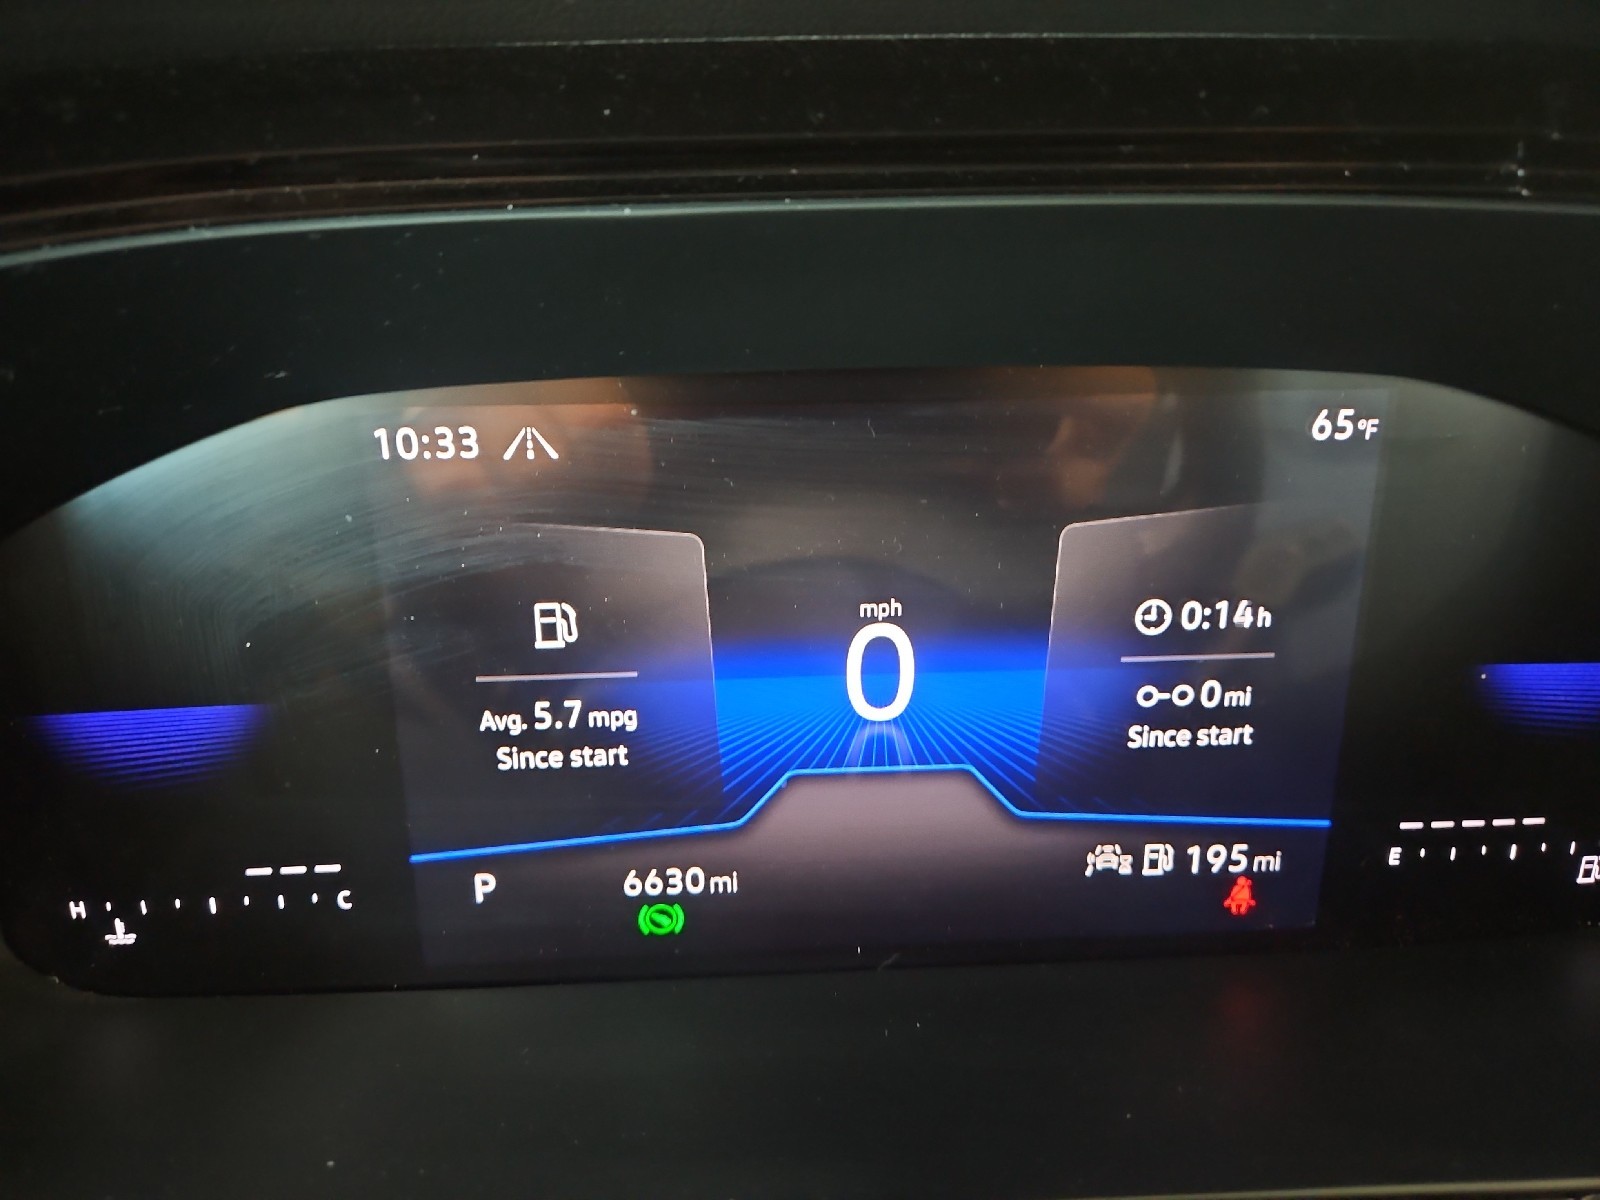 10:33
65°F
mph
0
0:14h
0mi
Since start
Avg. 5.7 mpg
Since start
P
6630mi
195mi
H
C
E